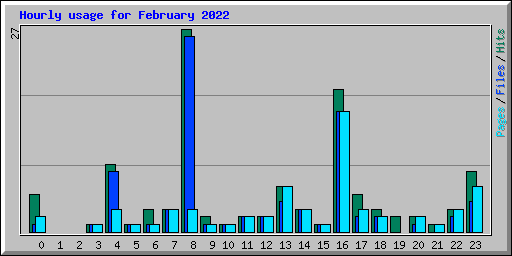 Hourly usage for February 2022
27
Pages/Files/Hits
0 1 2 3 4 5 6 7 8 9 10 11 12 13 14 15 16 17 18 19 20 21 22 23